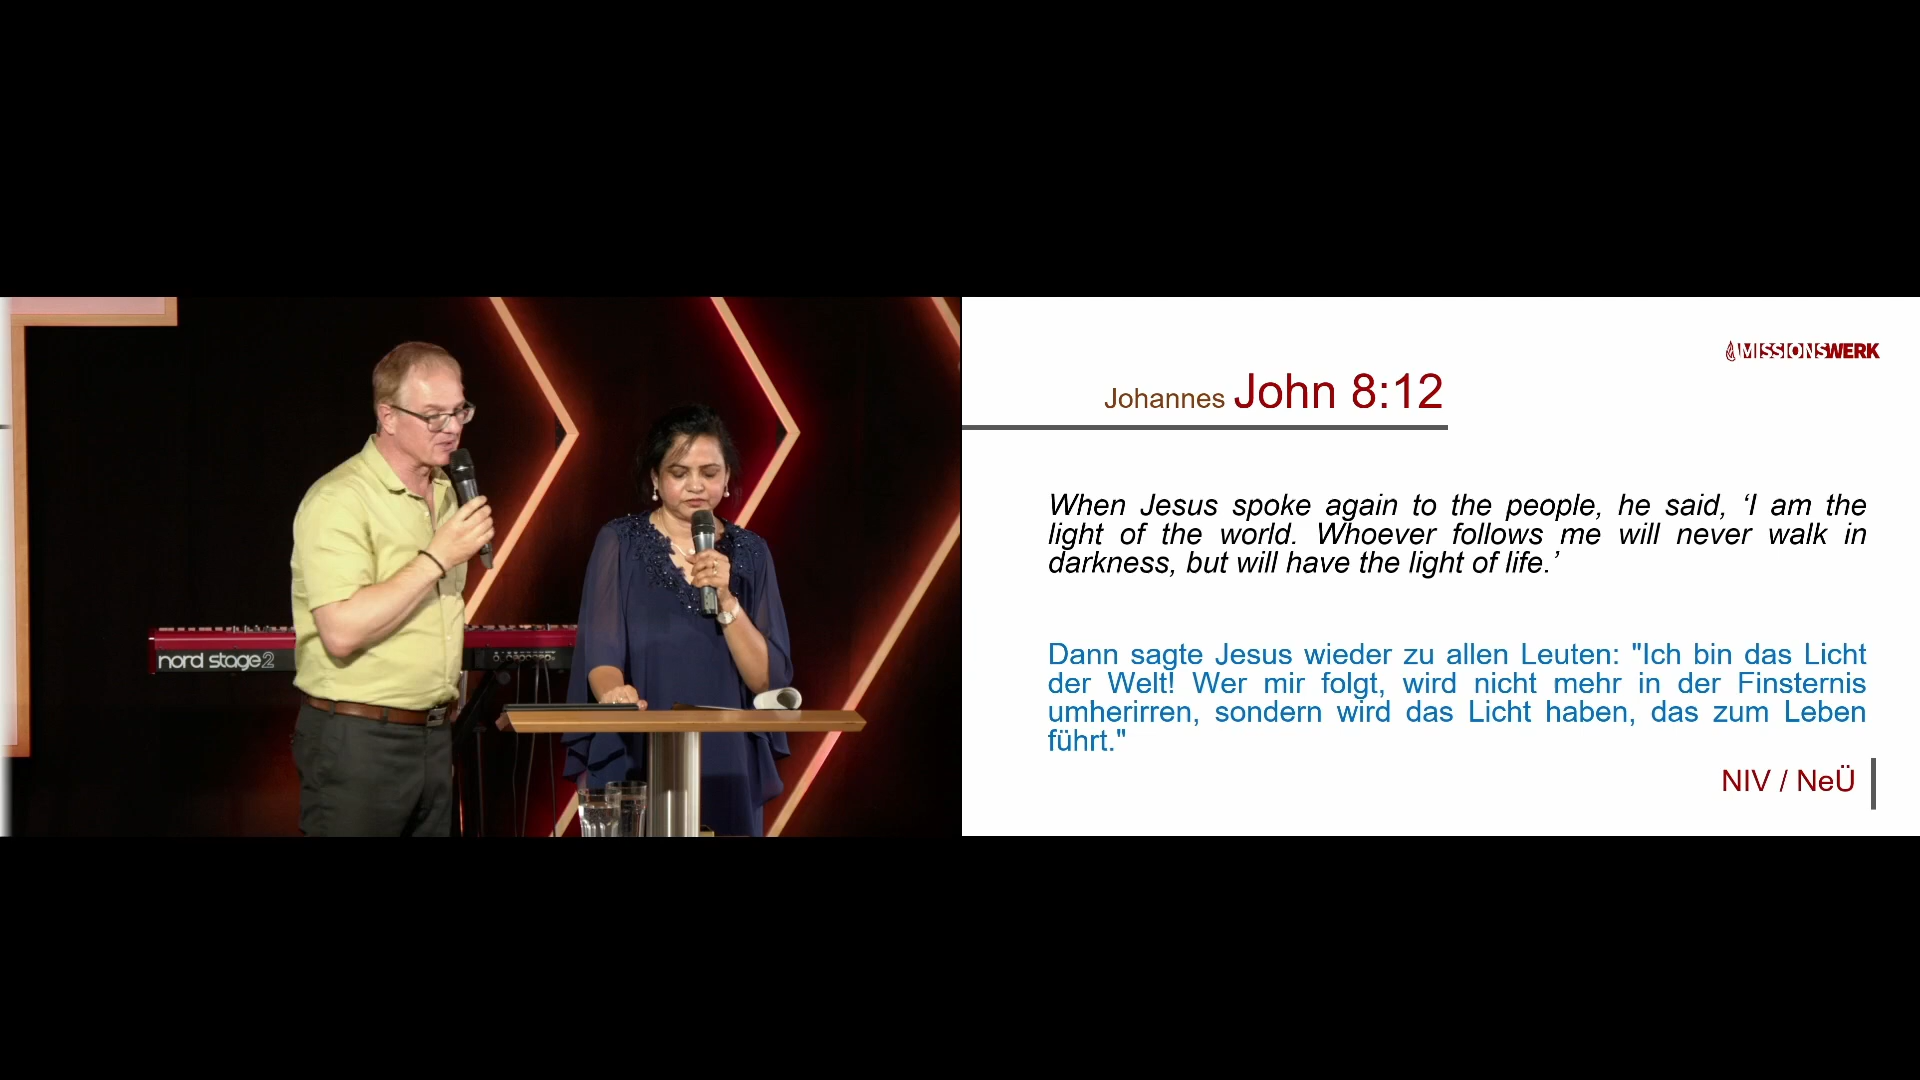 nord stage2
MISSIONSWERK
Johannes John 8:12
When Jesus spoke again to the people, he said, ‘I am the
light of the world. Whoever follows me will never walk in
darkness, but will have the light of life.’
Dann sagte Jesus wieder zu allen Leuten: "Ich bin das Licht
der Welt! Wer mir folgt, wird nicht mehr in der Finsternis
umherirren, sondern wird das Licht haben, das zum Leben
führt."
NIV / NeÜ